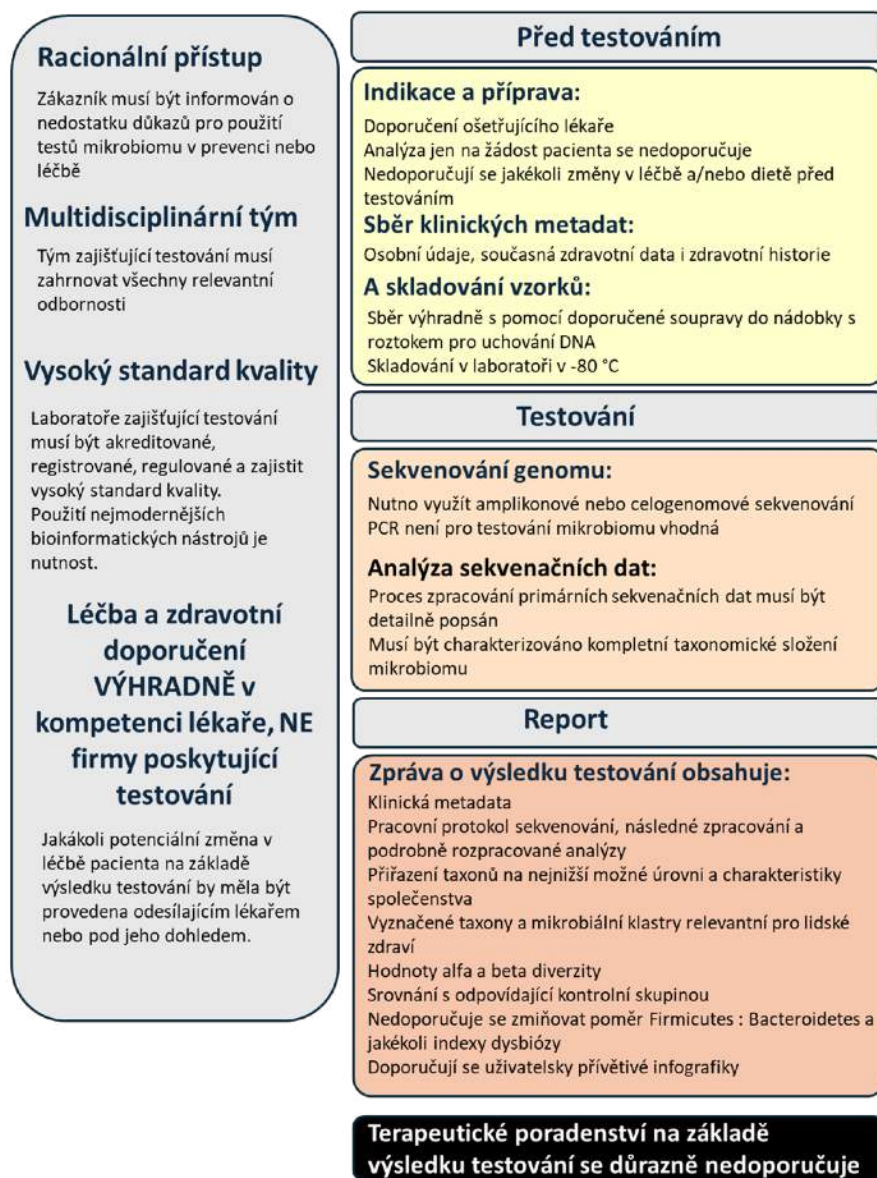 Racionální přístup
Zákazník musí být informován o
nedostatku důkazů pro použití
testů mikrobiomu v prevenci nebo
léčbě
Multidisciplinární tým
Tým zajišťující testování musí
zahrnovat všechny relevantní
odbornosti
Vysoký standard kvality
Laboratoře zajišťující testování
musí být akreditované,
registrované, regulované a zajistit
vysoký standard kvality.
Použití nejmodernějších
bioinformatických nástrojů je
nutnost.
Léčba a zdravotní
doporučení
VÝHRADNĚ v
kompetenci lékaře, NE
firmy poskytující
testování
Jakákoli potenciální změna v
léčbě pacienta na základě
výsledku testování by měla být
provedena odesílajícím lékařem
nebo pod jeho dohledem.
Před testováním
Indikace a příprava:
Doporučení ošetřujícího lékaře
Analýza jen na žádost pacienta se nedoporučuje
Nedoporučují se jakékoli změny v léčbě a/nebo dietě před
testováním
Sběr klinických metadat:
Osobní údaje, současná zdravotní data i zdravotní historie
A skladování vzorků:
Sběr výhradně s pomocí doporučené soupravy do nádobky s
roztokem pro uchování DNA
Skladování v laboratoři v -80 °C
Testování
Sekvenování genomu:
Nutno využít amplikonové nebo celogenomové sekvenování
PCR není pro testování mikrobiomu vhodná
Analýza sekvenačních dat:
Proces zpracování primárních sekvenačních dat musí být
detailně popsán
Musí být charakterizováno kompletní taxonomické složení
mikrobiomu
Report
Zpráva o výsledku testování obsahuje:
Klinická metadata
Pracovní protokol sekvenování, následné zpracování a
podrobně rozpracované analýzy
Přiřazení taxonů na nejnižší možné úrovni a charakteristiky
společenstva
Vyznačené taxony a mikrobiální klastry relevantní pro lidské
zdraví
Hodnoty alfa a beta diverzity
Srovnání s odpovídající kontrolní skupinou
Nedoporučuje se zmiňovat poměr Firmicutes : Bacteroidetes a
jakékoli indexy dysbiózy
Doporučují se uživatelsky přívětivé infografiky
Terapeutické poradenství na základě
výsledku testování se důrazně nedoporučuje